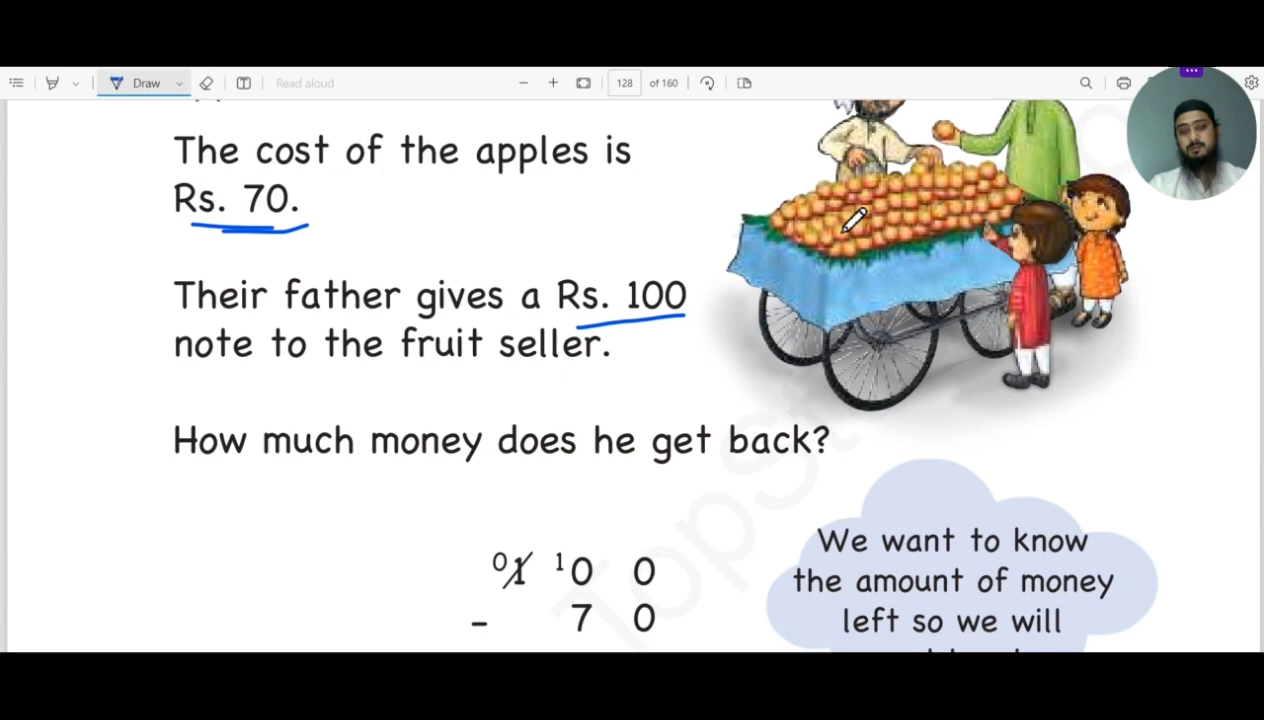 Draw
Read aloud
128 of 160
The cost of the apples is
Rs. 70.
Their father gives a Rs. 100
note to the fruit seller.
How much money does he get back?
0 1 1 0 0
- 7 0
We want to know
the amount of money
left so we will